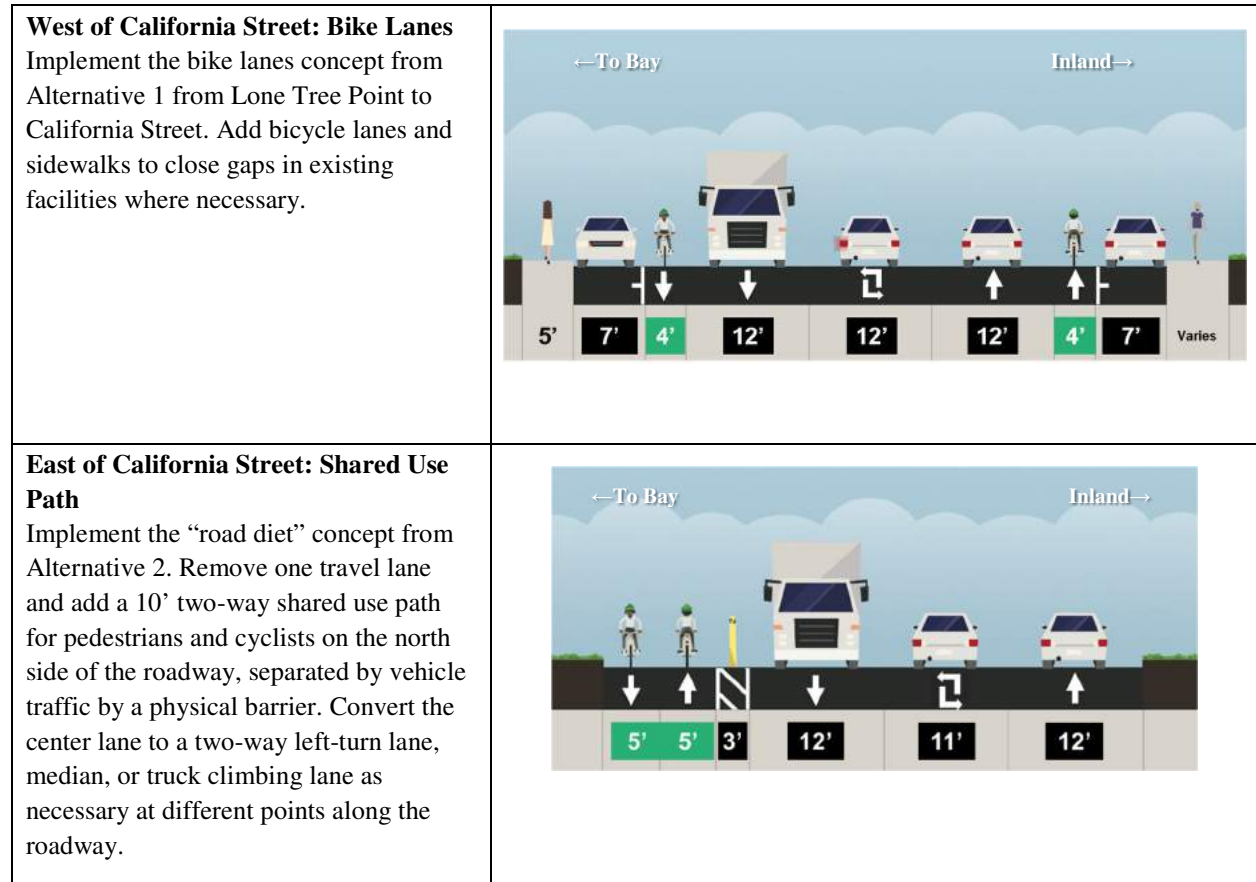 West of California Street: Bike Lanes
Implement the bike lanes concept from
Alternative 1 from Lone Tree Point to
California Street. Add bicycle lanes and
sidewalks to close gaps in existing
facilities where necessary.
←To Bay
Inland→
5' 7' 4' 12' 12' 12' 4' 7' Varies
East of California Street: Shared Use
Path
Implement the “road diet” concept from
Alternative 2. Remove one travel lane
and add a 10’ two-way shared use path
for pedestrians and cyclists on the north
side of the roadway, separated by vehicle
traffic by a physical barrier. Convert the
center lane to a two-way left-turn lane,
median, or truck climbing lane as
necessary at different points along the
roadway.
←To Bay
Inland→
5' 5' 3' 12' 11' 12'